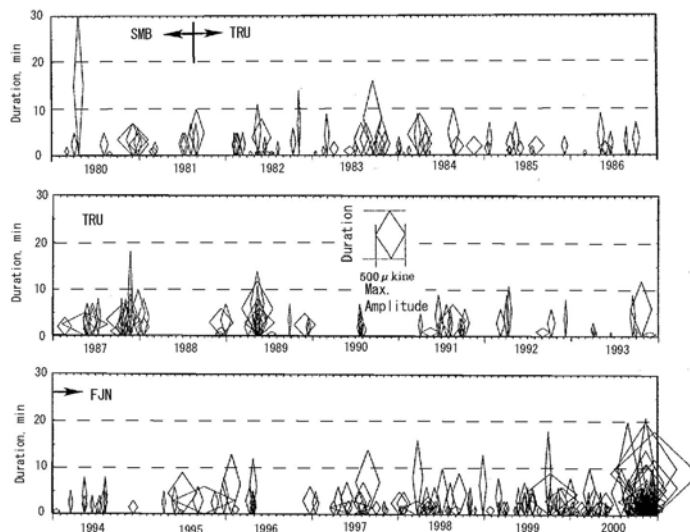 30
SMB TRU
20
10
0
Duration, min
1980 1981 1982 1983 1984 1985 1986
30
TRU
20
10
0
Duration, min
Duration
500 μ kine
Max.
Amplitude
1987 1988 1989 1990 1991 1992 1993
30
FJN
20
10
0
Duration, min
1994 1995 1996 1997 1998 1999 2000